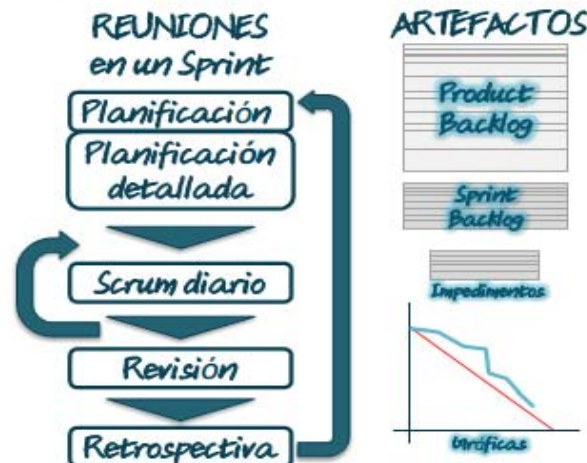 REUNIONES
en un Sprint
Planificación
Planificación
detallada
Scrum diario
Revisión
Retrospectiva
ARTEFACTOS
Product
Backlog
Sprint
Backlog
Impedimentos
Gráficas